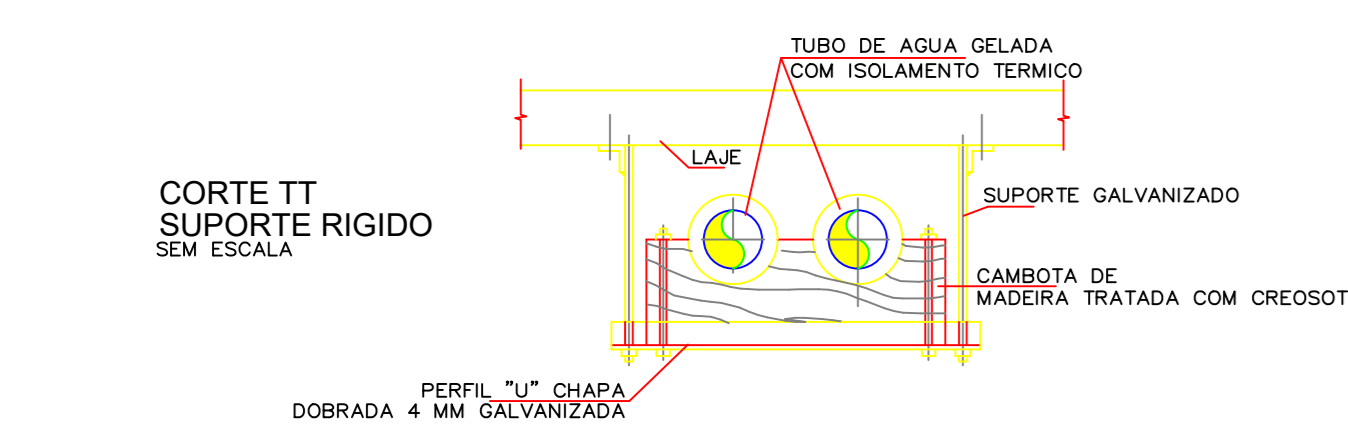 TUBO DE AGUA GELADA
COM ISOLAMENTO TERMICO
LAJE
CORTE TT
SUPORTE RIGIDO
SEM ESCALA
SUPORTE GALVANIZADO
CAMBOTA DE
MADEIRA TRATADA COM CREOSOT
PERFIL "U" CHAPA
DOBRADA 4 MM GALVANIZADA